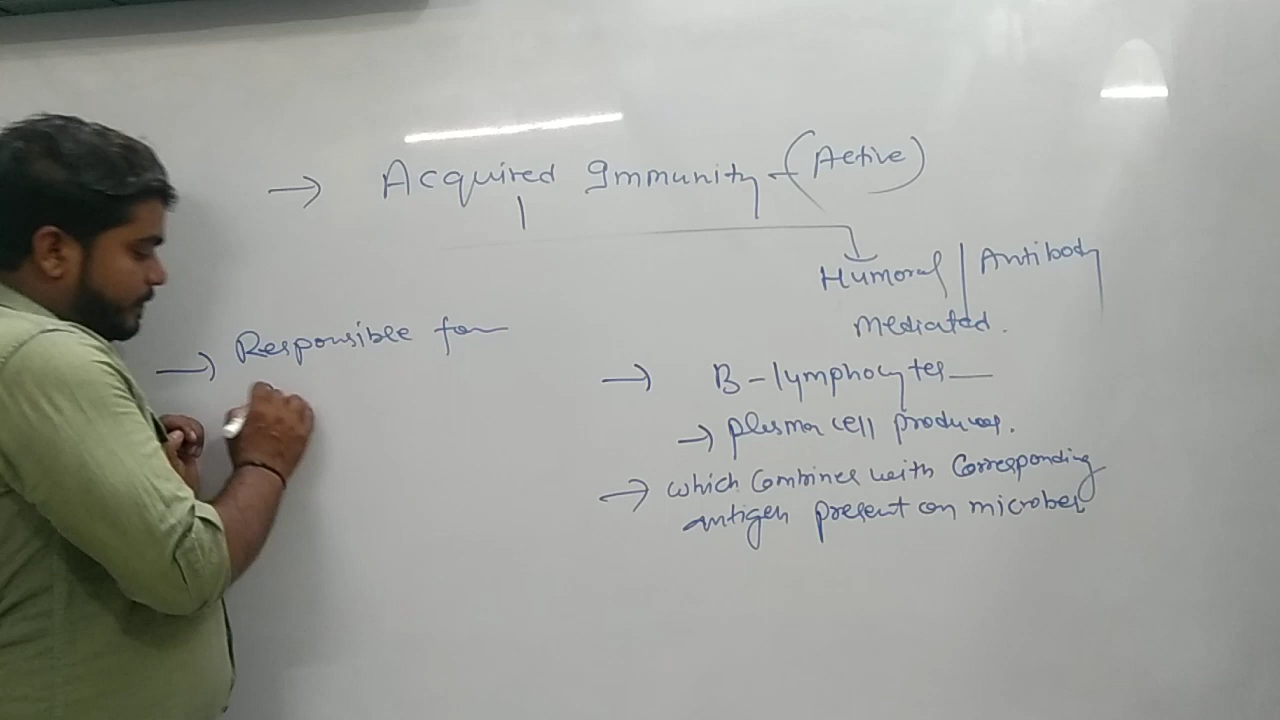 → Acquired Immunity - (Active)
Humoral | Antibody
mediated.
→ Responsible for
→ B-lymphocytes
→ plasma cell produces.
→ which Combines with Corresponding
antigen present on microbes